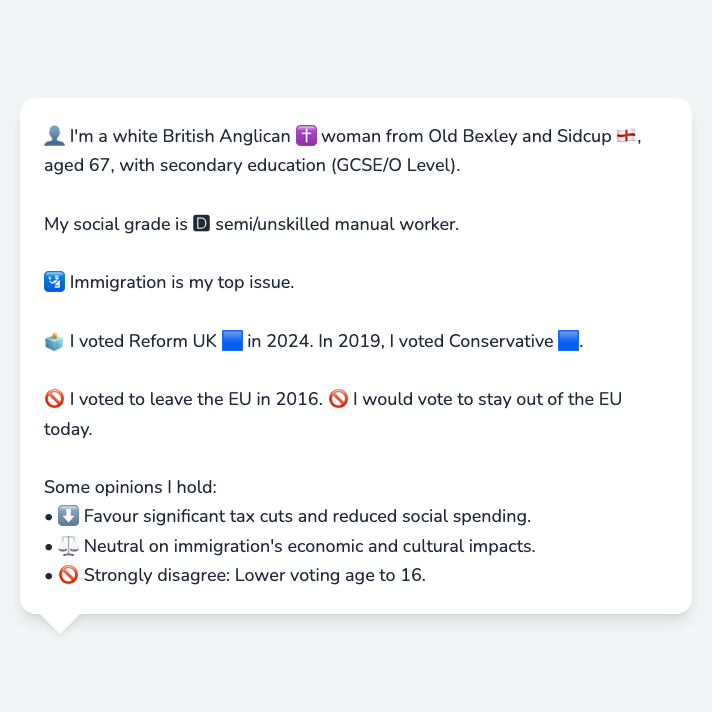 👤 I'm a white British Anglican ✝️ woman from Old Bexley and Sidcup 🏴󠁧󠁢󠁥󠁮󠁧󠁿,
aged 67, with secondary education (GCSE/O Level).
My social grade is 🅳 semi/unskilled manual worker.
🛂 Immigration is my top issue.
🗳️ I voted Reform UK 🟦 in 2024. In 2019, I voted Conservative 🟦.
🚫 I voted to leave the EU in 2016. 🚫 I would vote to stay out of the EU
today.
Some opinions I hold:
• ⬇️ Favour significant tax cuts and reduced social spending.
• ⚖️ Neutral on immigration's economic and cultural impacts.
• 🚫 Strongly disagree: Lower voting age to 16.